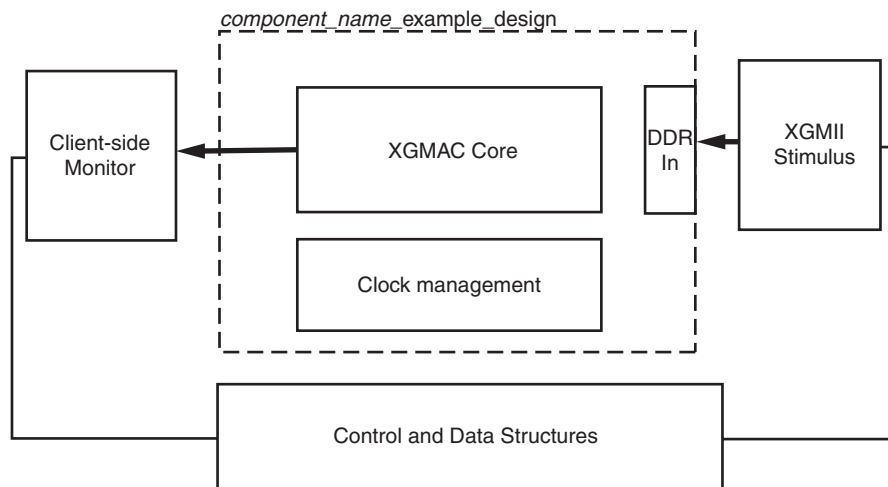 component_name_example_design
Client-side
Monitor
XGMAC Core
DDR
In
XGMII
Stimulus
Clock management
Control and Data Structures